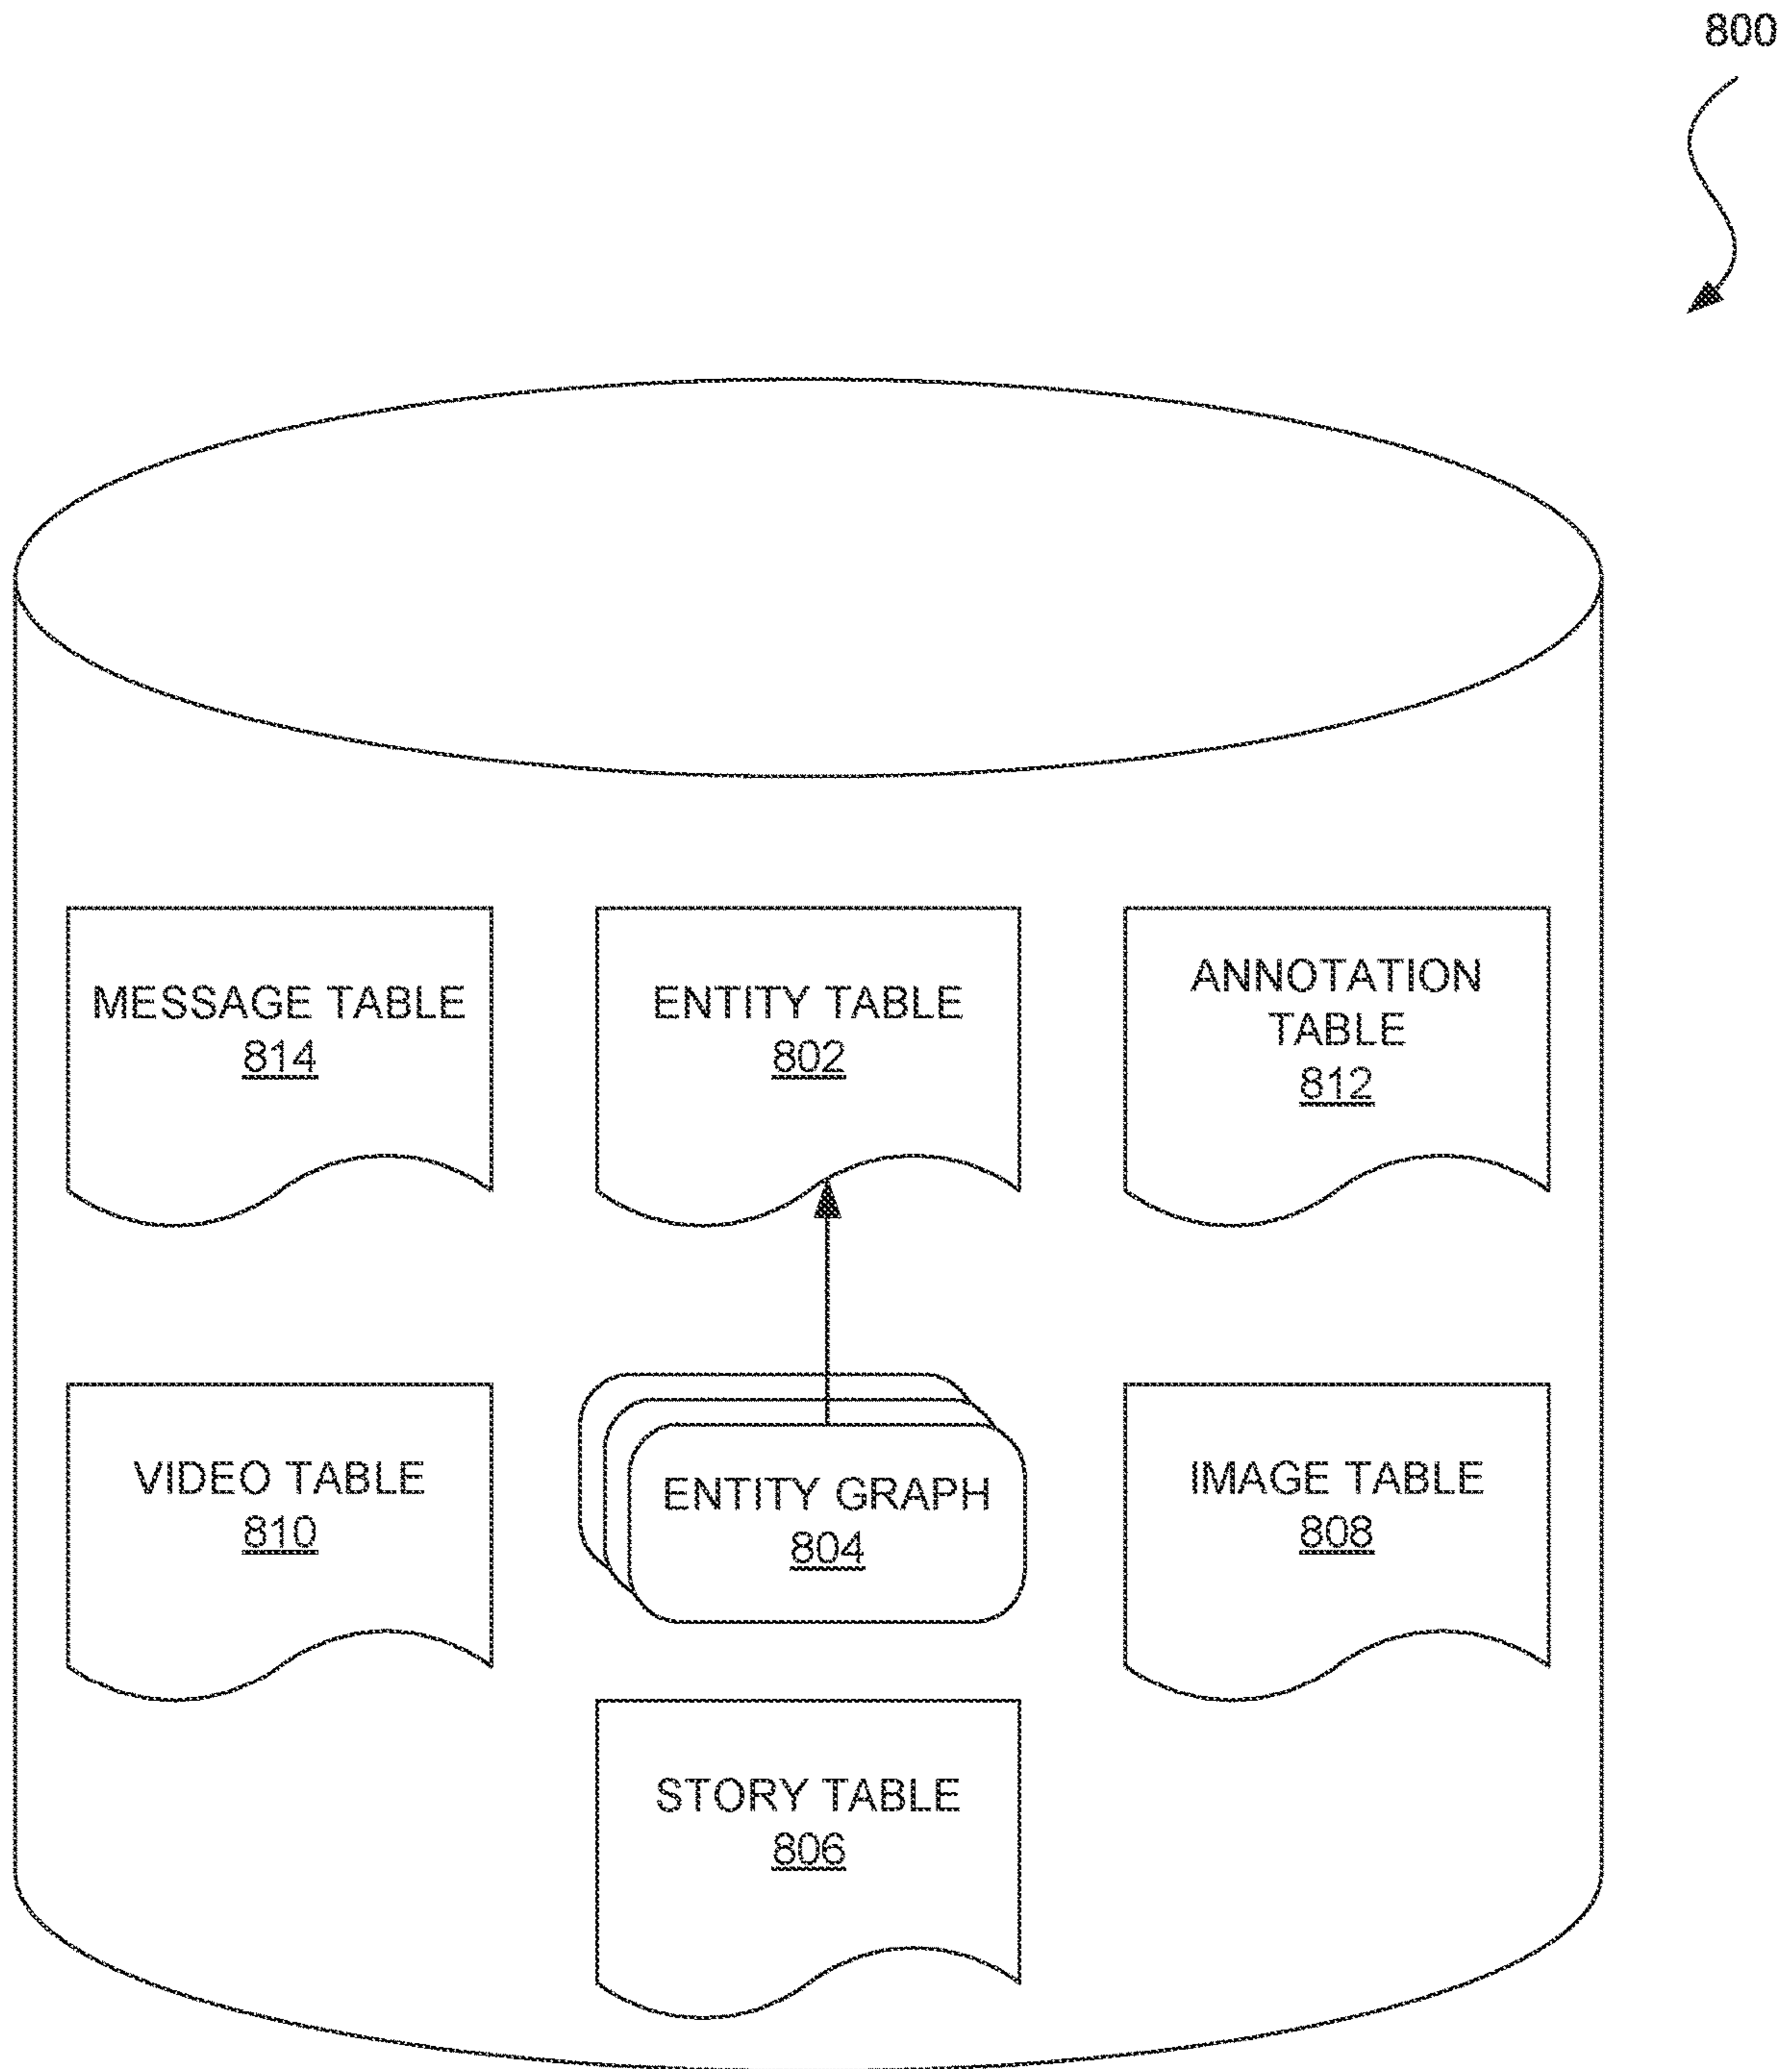 800
MESSAGE TABLE
814
ENTITY TABLE
802
ANNOTATION
TABLE
812
VIDEO TABLE
810
ENTITY GRAPH
804
IMAGE TABLE
808
STORY TABLE
806